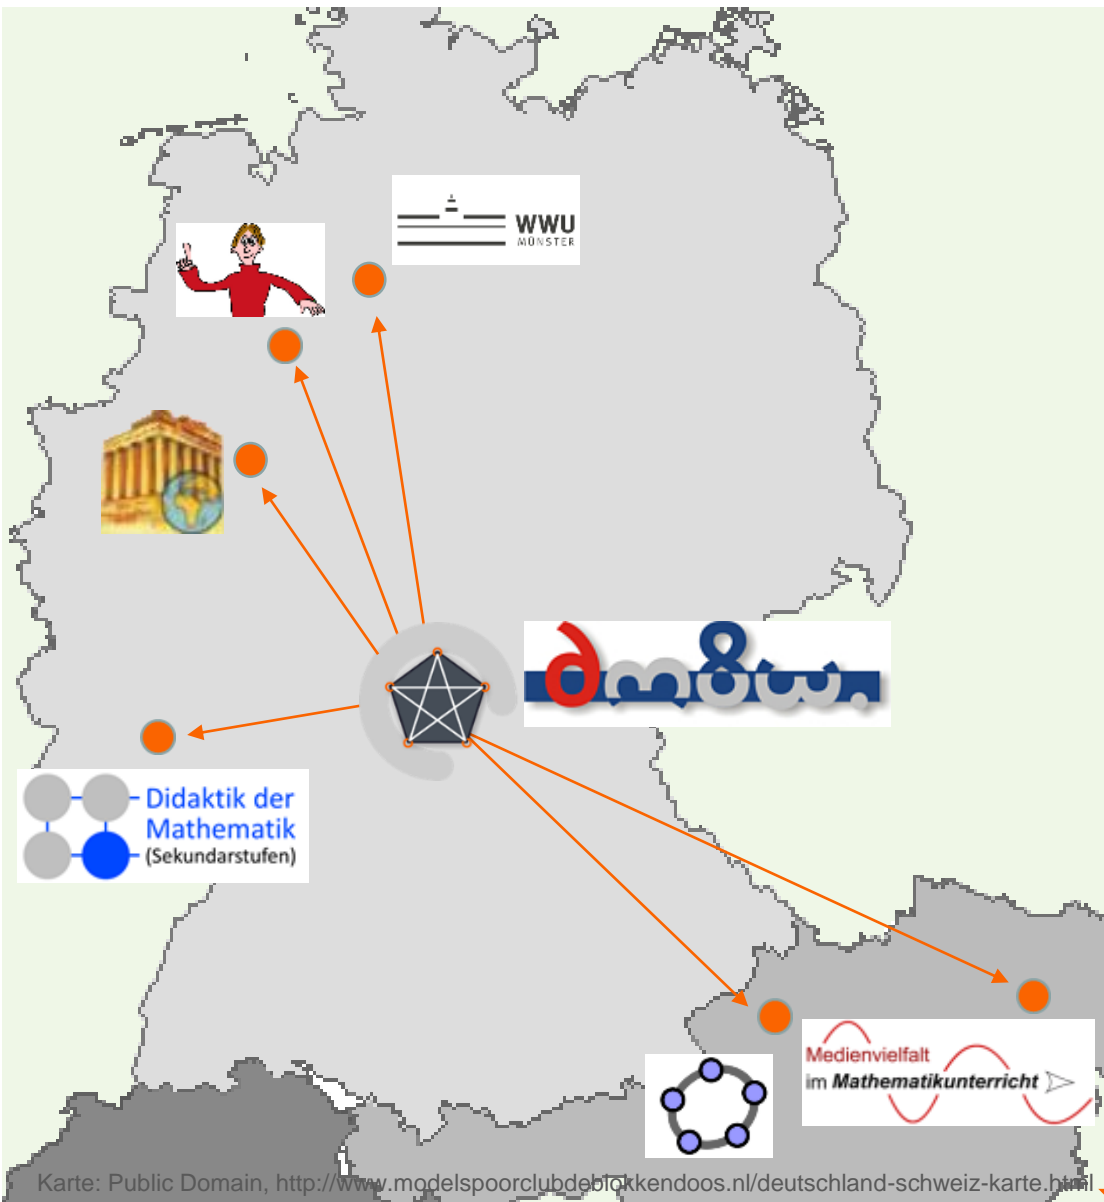 WWU
MÜNSTER
dmuw.
Didaktik der
Mathematik
(Sekundarstufen)
Medienvielfalt
im Mathematikunterricht
Karte: Public Domain, http://www.modelspoorclubdeblokkendoos.nl/deutschland-schweiz-karte.html